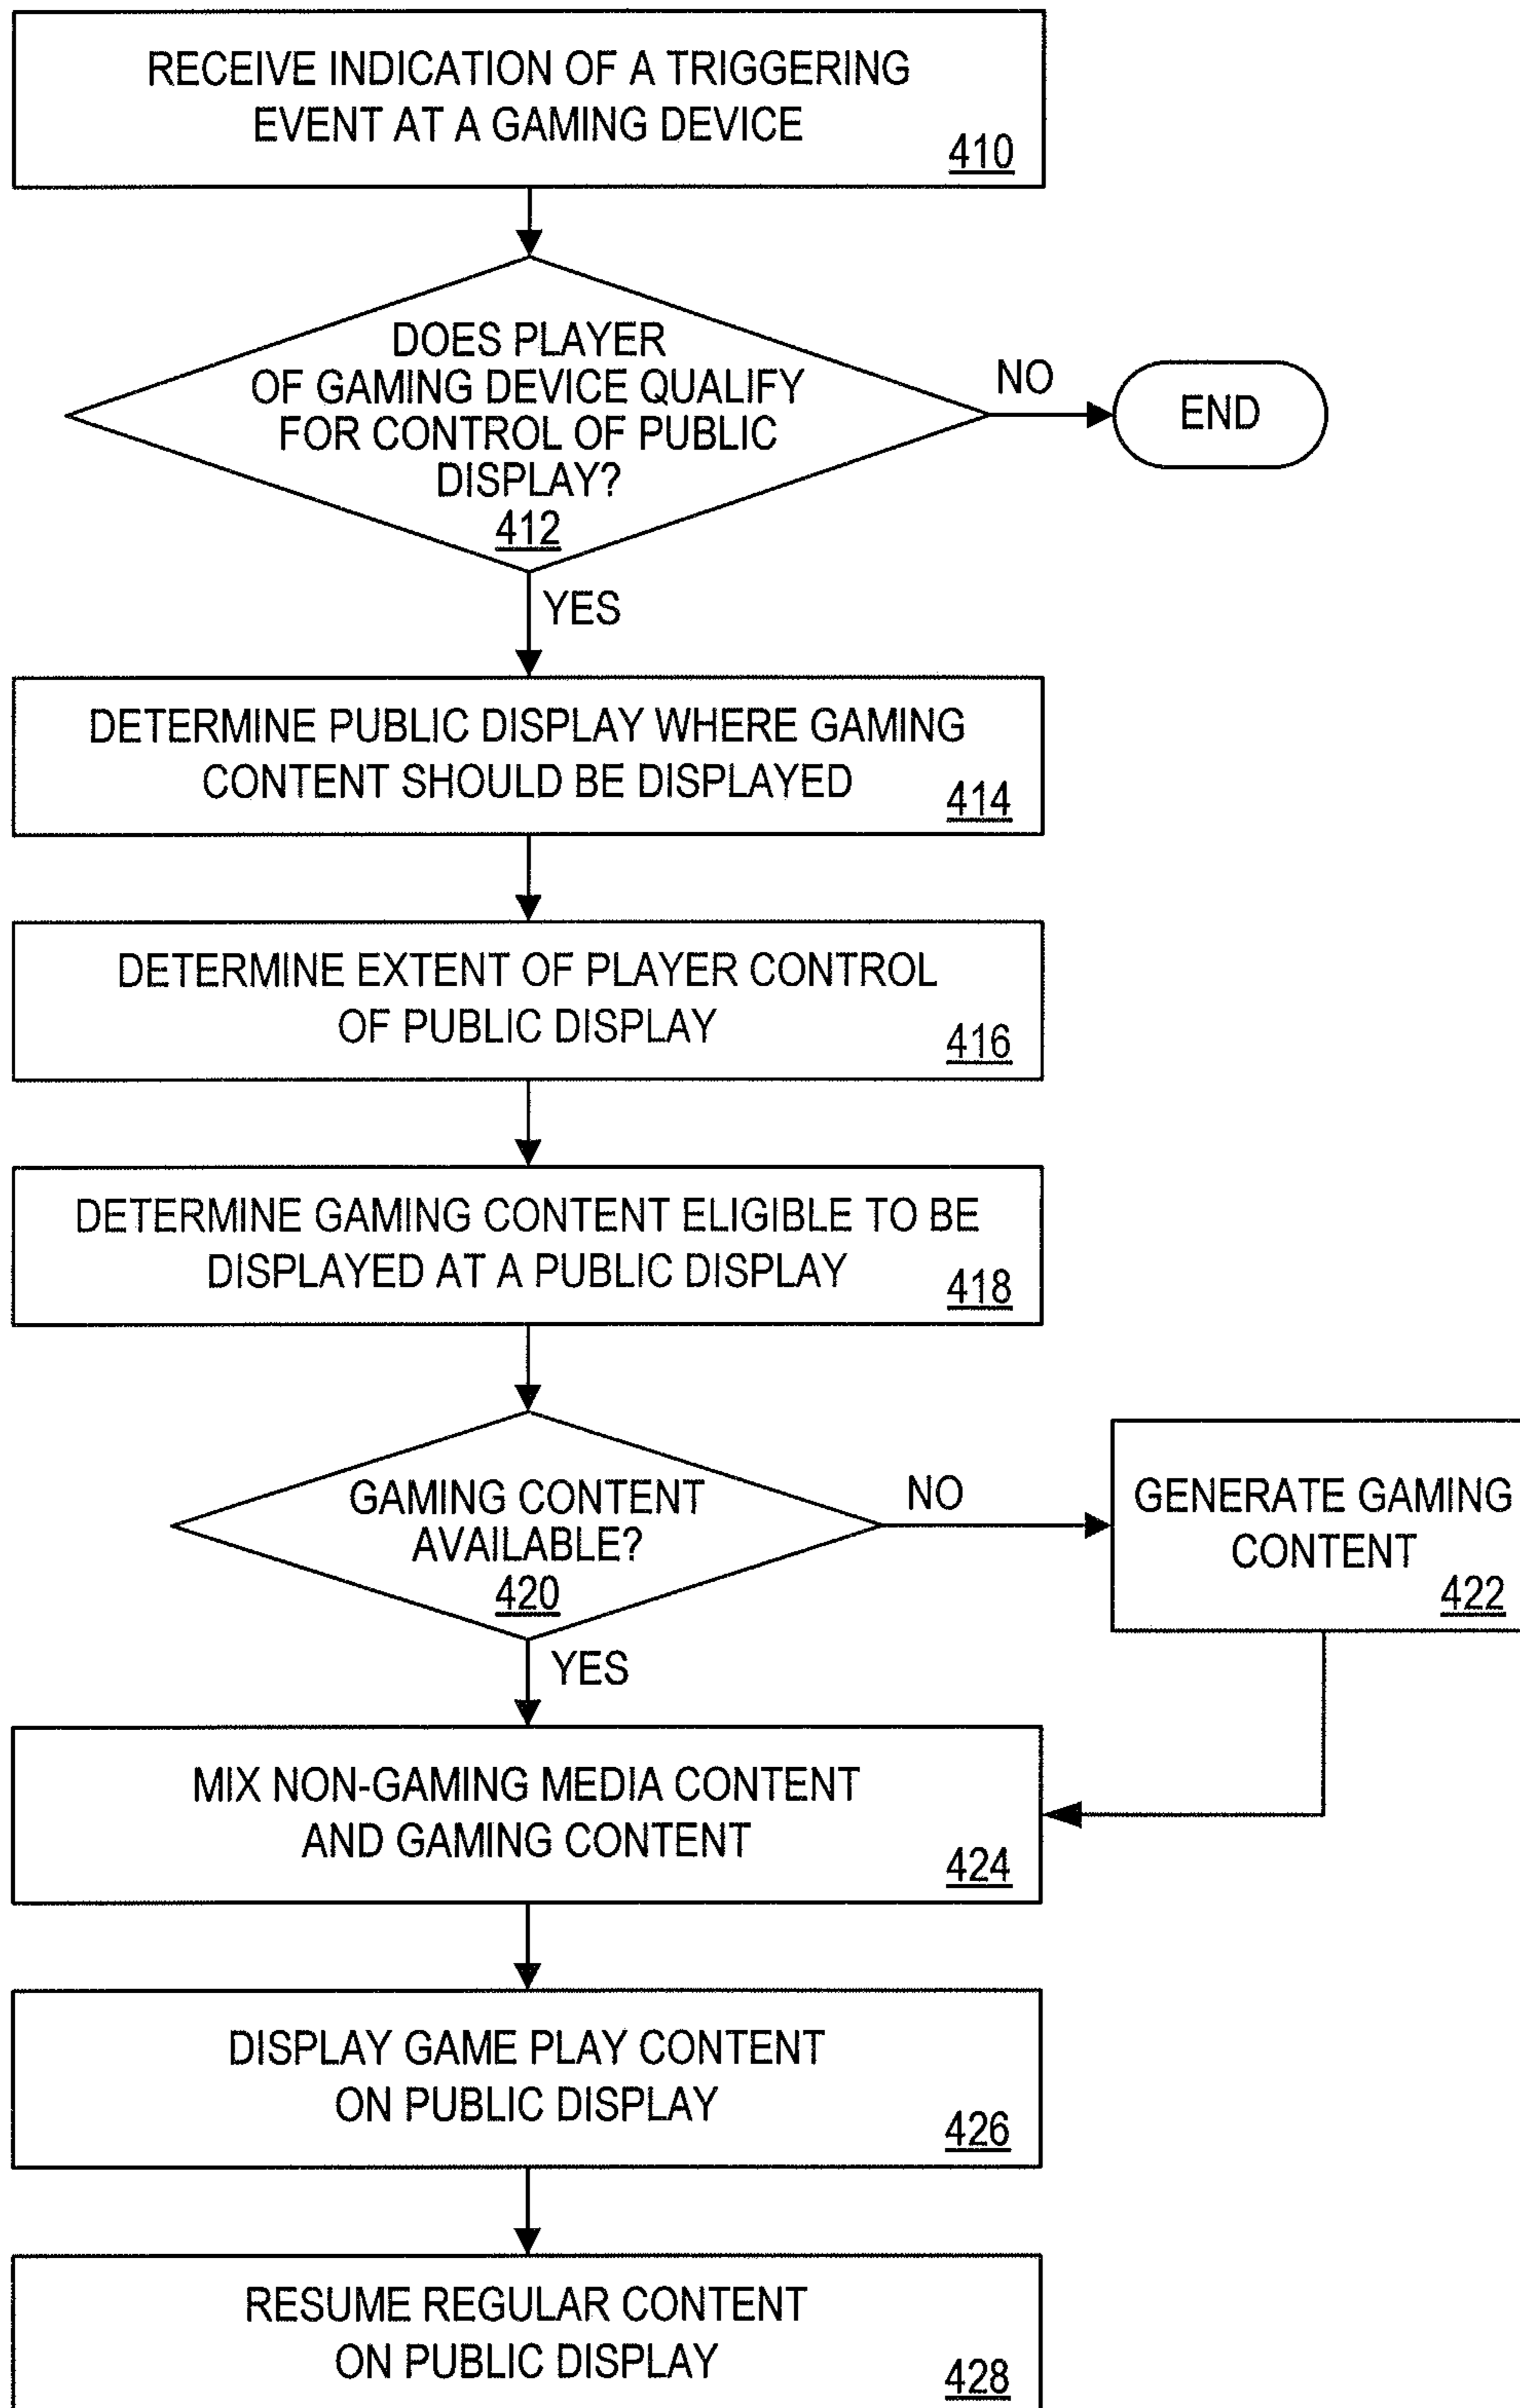 RECEIVE INDICATION OF A TRIGGERING
EVENT AT A GAMING DEVICE
410
DOES PLAYER
OF GAMING DEVICE QUALIFY
FOR CONTROL OF PUBLIC
DISPLAY?
412
NO
END
YES
DETERMINE PUBLIC DISPLAY WHERE GAMING
CONTENT SHOULD BE DISPLAYED
414
DETERMINE EXTENT OF PLAYER CONTROL
OF PUBLIC DISPLAY
416
DETERMINE GAMING CONTENT ELIGIBLE TO BE
DISPLAYED AT A PUBLIC DISPLAY
418
GAMING CONTENT
AVAILABLE?
420
NO
GENERATE GAMING
CONTENT
422
YES
MIX NON-GAMING MEDIA CONTENT
AND GAMING CONTENT
424
DISPLAY GAME PLAY CONTENT
ON PUBLIC DISPLAY
426
RESUME REGULAR CONTENT
ON PUBLIC DISPLAY
428